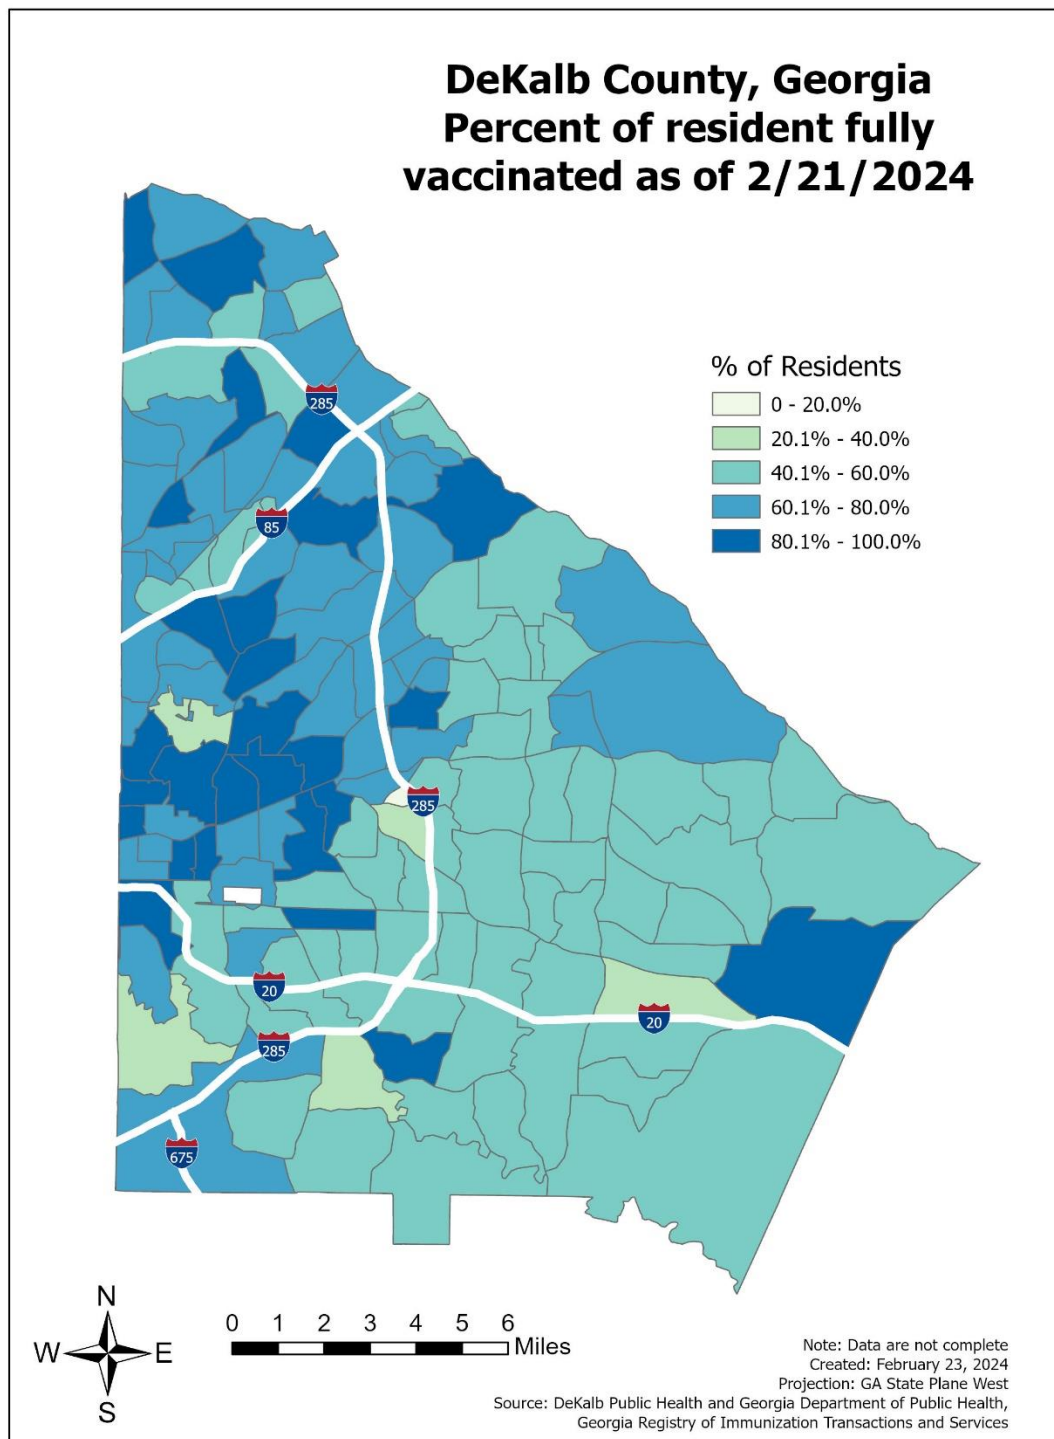 DeKalb County, Georgia
Percent of resident fully
vaccinated as of 2/21/2024
% of Residents
0 - 20.0%
20.1% - 40.0%
40.1% - 60.0%
60.1% - 80.0%
80.1% - 100.0%
285
85
285
20
20
285
675
N
W E
S
0 1 2 3 4 5 6
Miles
Note: Data are not complete
Created: February 23, 2024
Projection: GA State Plane West
Source: DeKalb Public Health and Georgia Department of Public Health,
Georgia Registry of Immunization Transactions and Services